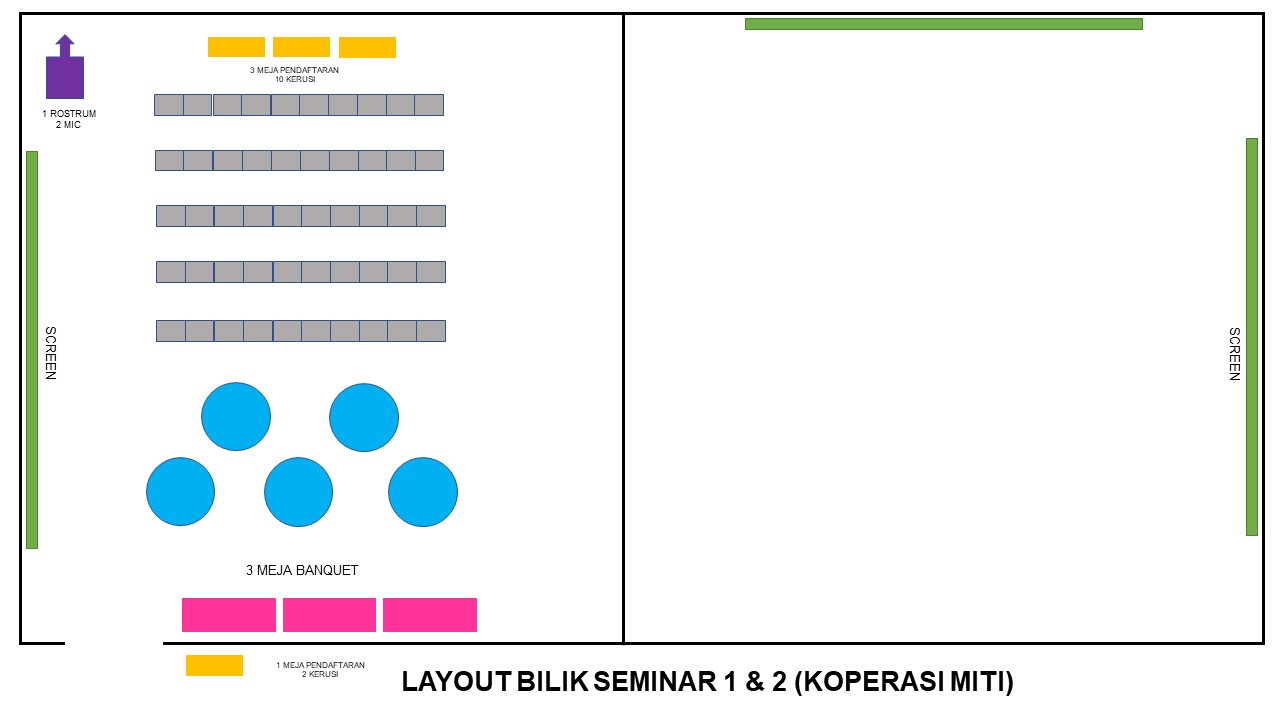 3 MEJA PENDAFTARAN
10 KERUSI
1 ROSTRUM
2 MIC
SCREEN
SCREEN
3 MEJA BANQUET
1 MEJA PENDAFTARAN
2 KERUSI
LAYOUT BILIK SEMINAR 1 & 2 (KOPERASI MITI)